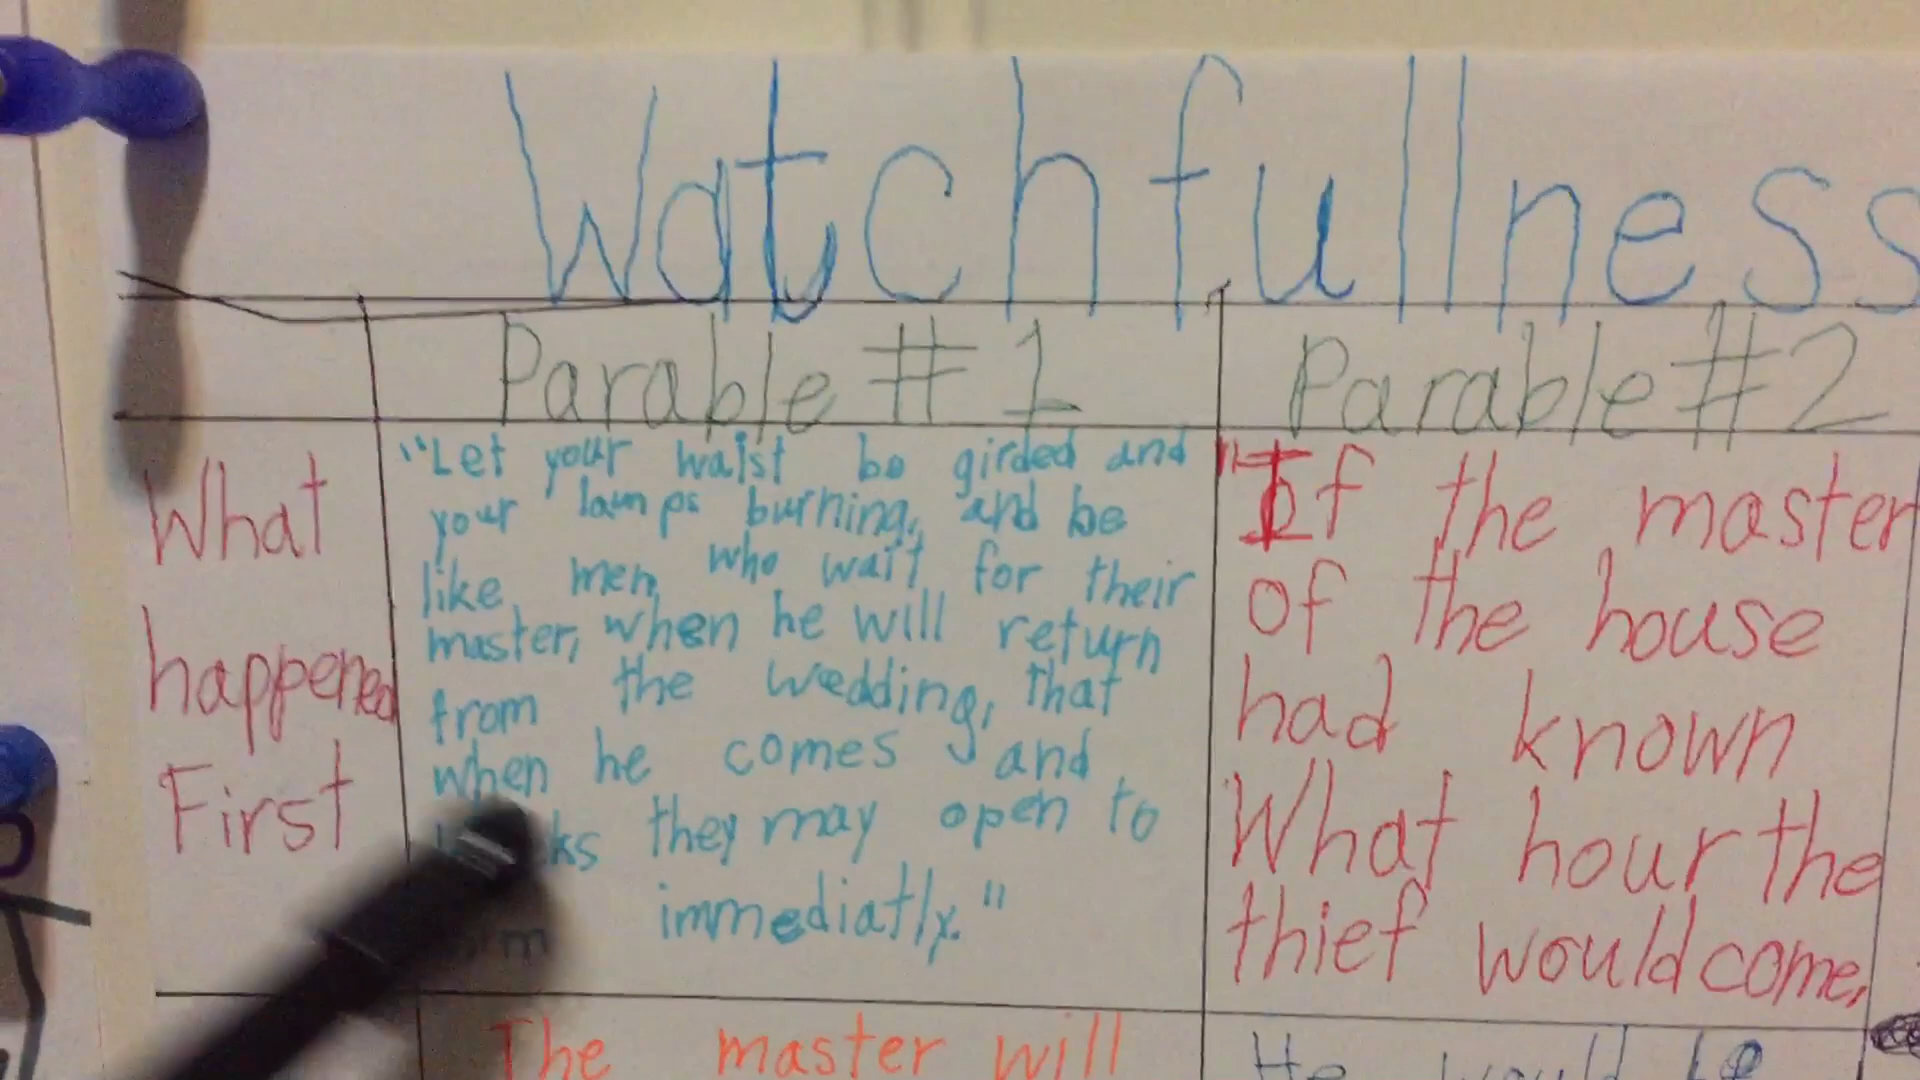 Watchfullness
Parable #1
Parable #2
What
happened
First
"Let your waist be girded and
your lamps burning, and be
like men who wait for their
master, when he will return
from the wedding, that
when he comes and
they may open to
immediatly."
"If the master
of the house
had known
What hour the
thief would come,
The master will
He would